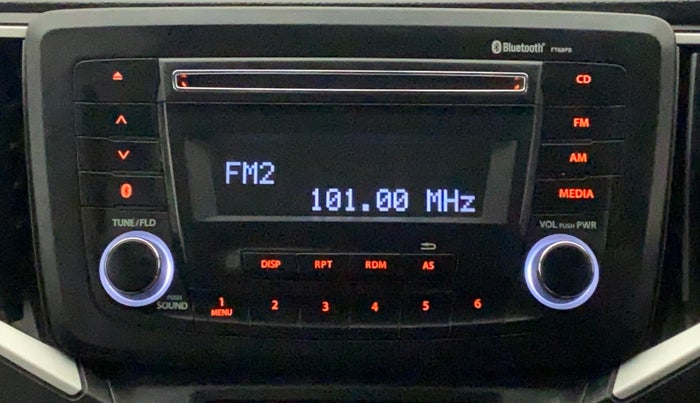 Bluetooth®
CD
FM2
FM
AM
MEDIA
101.00 MHz
TUNE/FLD
VOL PUSH PWR
DISP RPT RDM AS
PUSH
SOUND
1 2 3 4 5 6
MENU